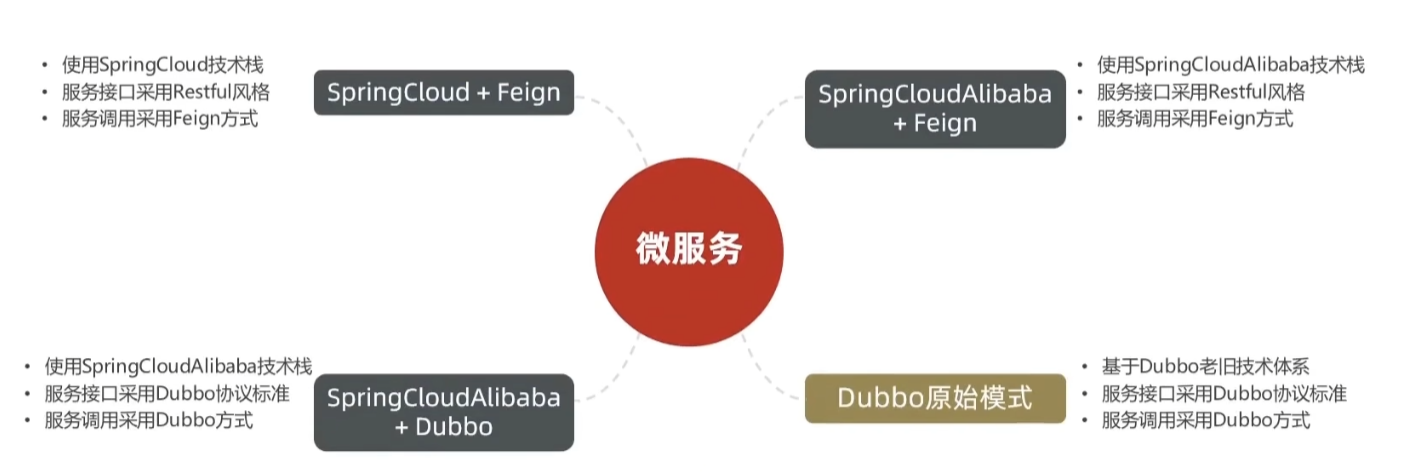 • 使用SpringCloud技术栈
• 服务接口采用Restful风格
• 服务调用采用Feign方式
SpringCloud + Feign
SpringCloudAlibaba
+ Feign
• 使用SpringCloudAlibaba技术栈
• 服务接口采用Restful风格
• 服务调用采用Feign方式
微服务
• 使用SpringCloudAlibaba技术栈
• 服务接口采用Dubbo协议标准
• 服务调用采用Dubbo方式
SpringCloudAlibaba
+ Dubbo
Dubbo原始模式
• 基于Dubbo老旧技术体系
• 服务接口采用Dubbo协议标准
• 服务调用采用Dubbo方式